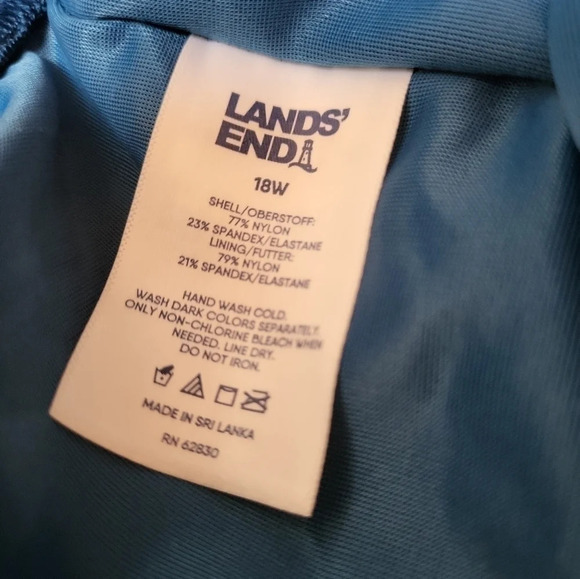 LANDS'
END
18W
SHELL/OBERSTOFF:
77% NYLON
23% SPANDEX/ELASTANE
LINING/FUTTER:
79% NYLON
21% SPANDEX/ELASTANE
HAND WASH COLD.
WASH DARK COLORS SEPARATELY.
ONLY NON-CHLORINE BLEACH WHEN
NEEDED. LINE DRY.
DO NOT IRON.
MADE IN SRI LANKA
RN 62830